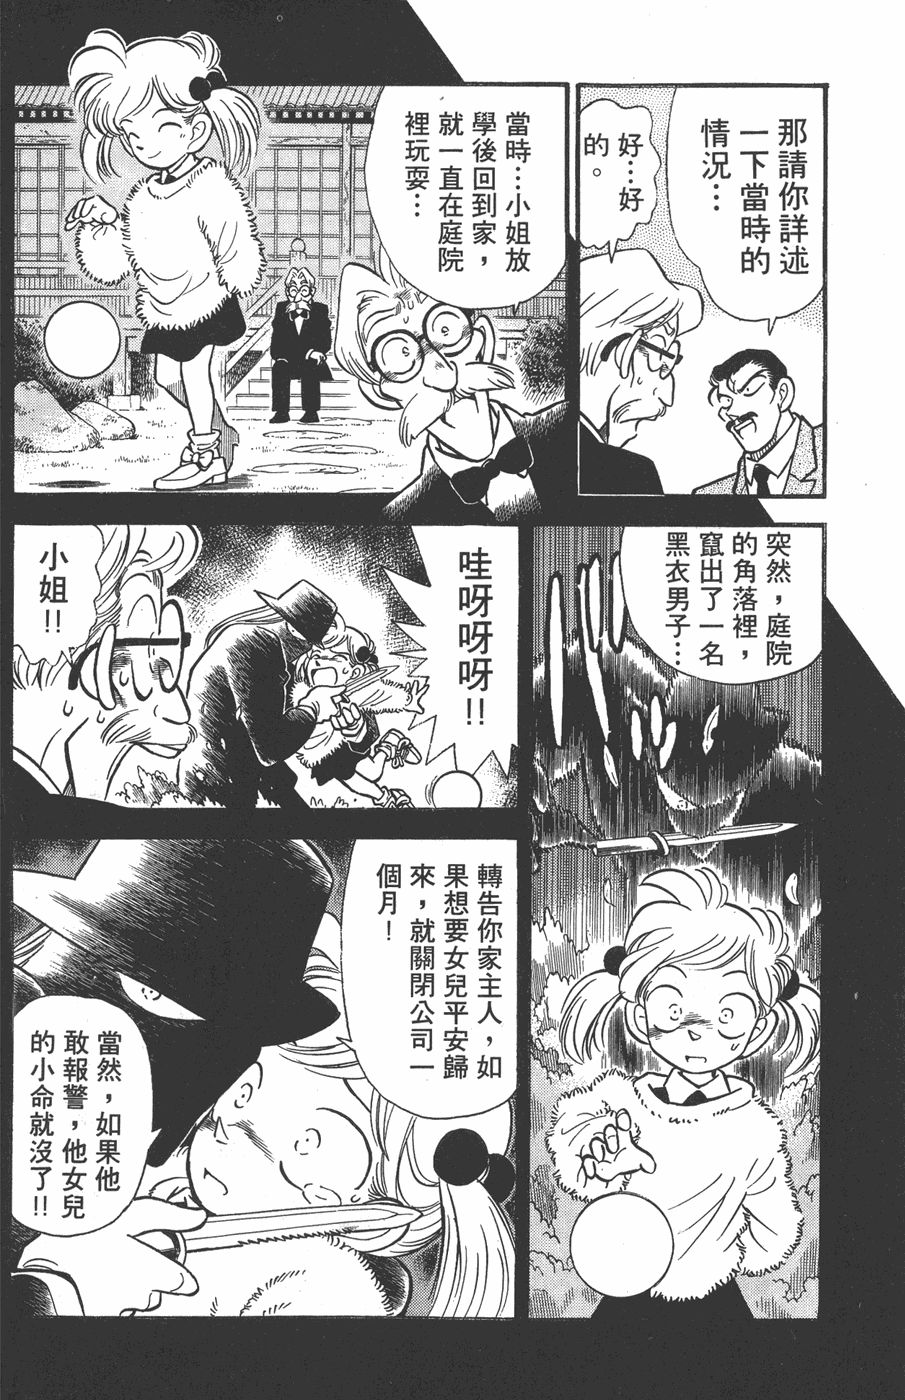 那請你詳述
一下當時的
情況…
好…好
的。
當時…小姐放
學後回到家，
就一直在庭院
裡玩耍…
突然，庭院
的角落裡，
竄出了一名
黑衣男子…
哇呀呀呀!!
小姐!!
轉告你家主人，如
果想要女兒平安歸
來，就關閉公司一
個月！
當然，如果他
敢報警，他女兒
的小命就沒了!!